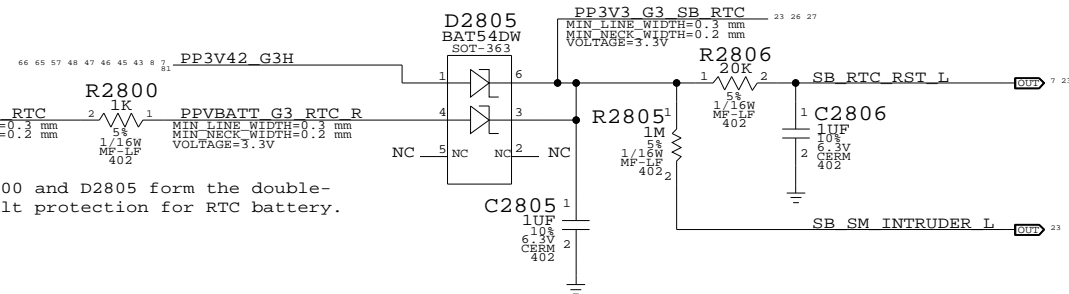 PP3V3_G3_SB_RTC 23 26 27
MIN_LINE_WIDTH=0.3 mm
MIN_NECK_WIDTH=0.2 mm
VOLTAGE=3.3V
D2805
BAT54DW
SOT-363
66 65 57 48 47 46 45 43 8 7
81
PP3V42_G3H
1
6
R2806
20K
1 2
5%
1/16W
MF-LF
402
SB_RTC_RST_L
OUT
R2800
1K
_RTC
=0.3 mm
=0.2 mm
2 1
5%
1/16W
MF-LF
402
PPVBATT_G3_RTC_R
MIN_LINE_WIDTH=0.3 mm
MIN_NECK_WIDTH=0.2 mm
VOLTAGE=3.3V
4
3
NC 5 NC
NC 2 NC
R2805
1
1M
5%
1/16W
MF-LF
402
2
1
C2806
1UF
10%
6.3V
CERM
402
2
00 and D2805 form the double-
lt protection for RTC battery.
C2805
1
1UF
10%
6.3V
CERM
402
2
SB_SM_INTRUDER_L
OUT 23